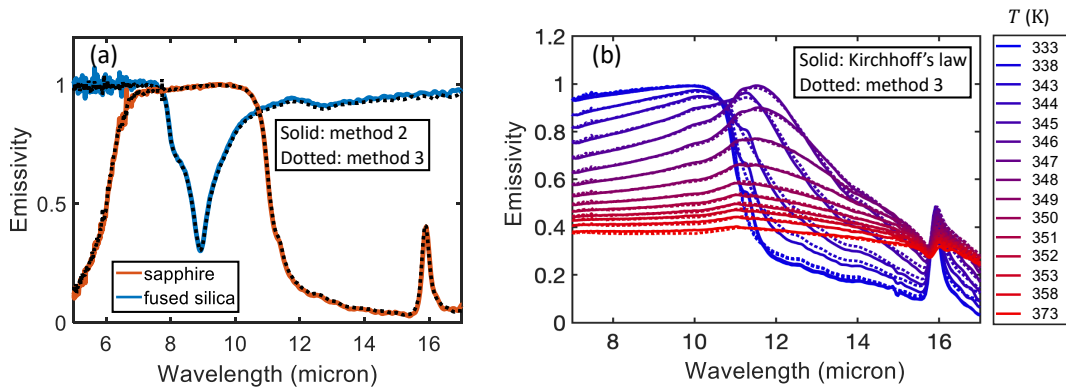 (a)
1
0.5
0
Emissivity
Solid: method 2
Dotted: method 3
sapphire
fused silica
6 8 10 12 14 16
Wavelength (micron)
(b)
1.2
1
0.8
0.6
0.4
0.2
0
Emissivity
Solid: Kirchhoff’s law
Dotted: method 3
8 10 12 14 16
Wavelength (micron)
T (K)
333
338
343
344
345
346
347
348
349
350
351
352
353
358
373